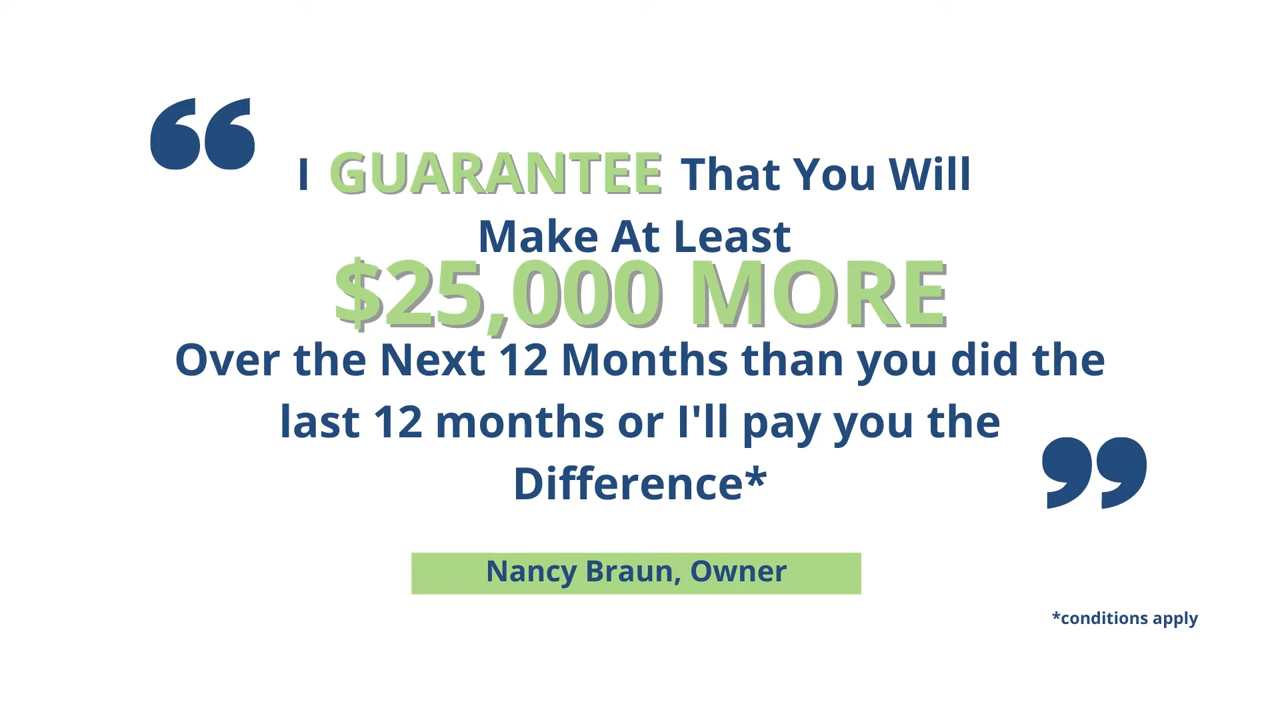 “
I GUARANTEE That You Will
Make At Least
$25,000 MORE
Over the Next 12 Months than you did the
last 12 months or I'll pay you the
Difference*
”
Nancy Braun, Owner
*conditions apply